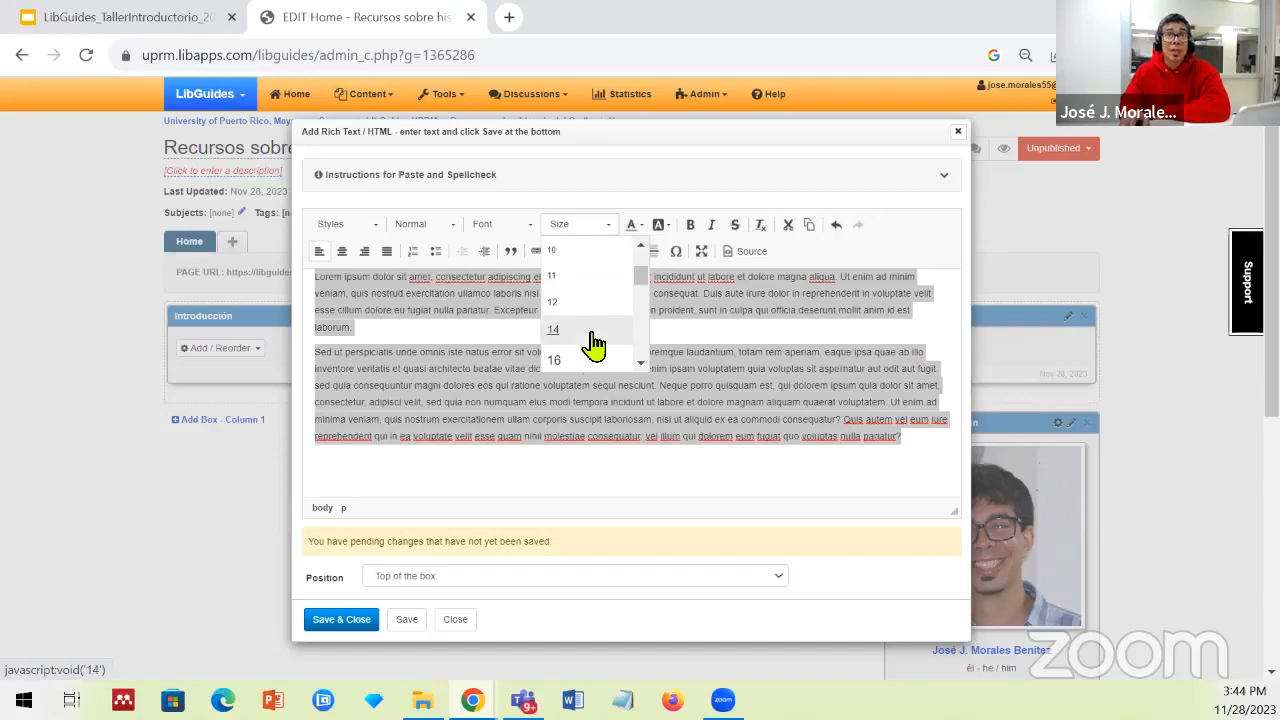 LibGuides_TallerIntroductorio_20
EDIT Home - Recursos sobre his
uprm.libapps.com/libguides/admin_c.php?g=1365286
José J. Morale...
LibGuides
Home
Content
Tools
Discussions
Statistics
Admin
Help
jose.morales55@
University of Puerto Rico, May
Recursos sobre
[Click to enter a description]
Last Updated: Nov 28, 2023
Subjects: [none]
Unpublished
Home
PAGE URL: https://libguides
Introducción
Add / Reorder
Add Box - Column 1
Add Rich Text / HTML - enter text and click Save at the bottom
Instructions for Paste and Spellcheck
Styles
Normal
Font
Size
Source
10
11
12
14
16
Lorem ipsum dolor sit amet, consectetur adipiscing incididunt ut labore et dolore magna aliqua. Ut enim ad minim
veniam, quis nostrud exercitation ullamco laboris nisi consequat. Duis aute irure dolor in reprehenderit in voluptate velit
esse cillum dolore eu fugiat nulla pariatur. Excepteur proident, sunt in culpa qui officia deserunt mollit anim id est
laborum.
Sed ut perspiciatis unde omnis iste natus error sit doloremque laudantium, totam rem aperiam, eaque ipsa quae ab illo
inventore veritatis et quasi architecto beatae vitae dicta sunt explicabo. Nemo enim ipsam voluptatem quia voluptas sit aspernatur aut odit aut fugit,
sed quia consequuntur magni dolores eos qui ratione voluptatem sequi nesciunt. Neque porro quisquam est, qui dolorem ipsum quia dolor sit amet,
consectetur, adipisci velit, sed quia non numquam eius modi tempora incidunt ut labore et dolore magnam aliquam quaerat voluptatem. Ut enim ad
minima veniam, quis nostrum exercitationem ullam corporis suscipit laboriosam, nisi ut aliquid ex ea commodi consequatur? Quis autem vel eum iure
reprehenderit qui in ea voluptate velit esse quam nihil molestiae consequatur, vel illum qui dolorem eum fugiat quo voluptas nulla pariatur?
body p
You have pending changes that have not yet been saved.
Position
Top of the box
Save & Close
Save
Close
Nov 28, 2023
Support
José J. Morales Benítez
él - he / him
zoom
javascript:void('14')
3:44 PM
11/28/2023